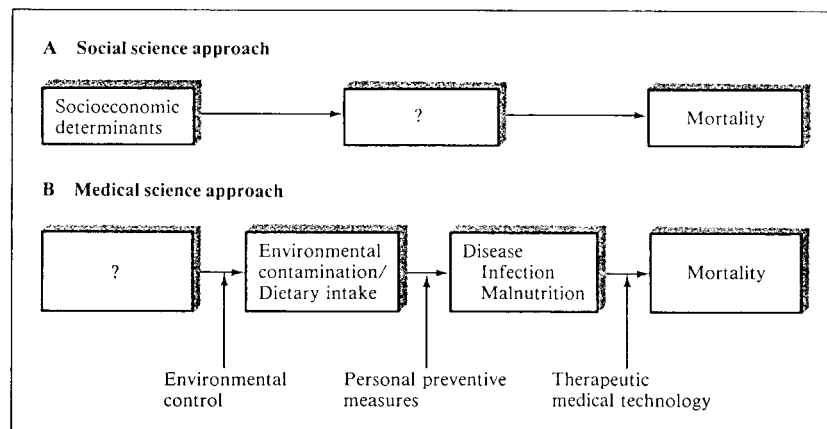 A Social science approach
Socioeconomic
determinants
?
Mortality
B Medical science approach
?
Environmental
contamination/
Dietary intake
Disease
Infection
Malnutrition
Mortality
Environmental
control
Personal preventive
measures
Therapeutic
medical technology